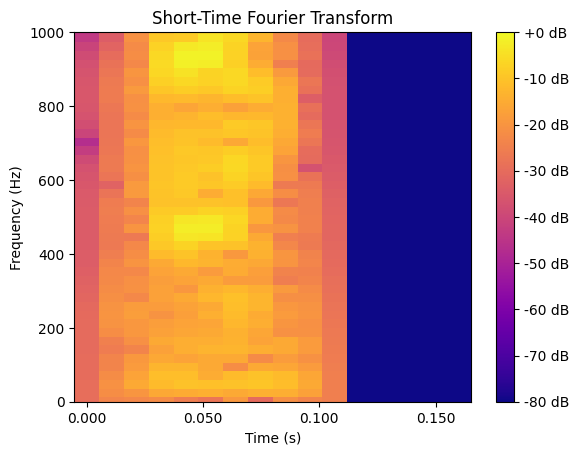 Short-Time Fourier Transform
Frequency (Hz)
1000
800
600
400
200
0
0.000
0.050
0.100
0.150
Time (s)
+0 dB
-10 dB
-20 dB
-30 dB
-40 dB
-50 dB
-60 dB
-70 dB
-80 dB